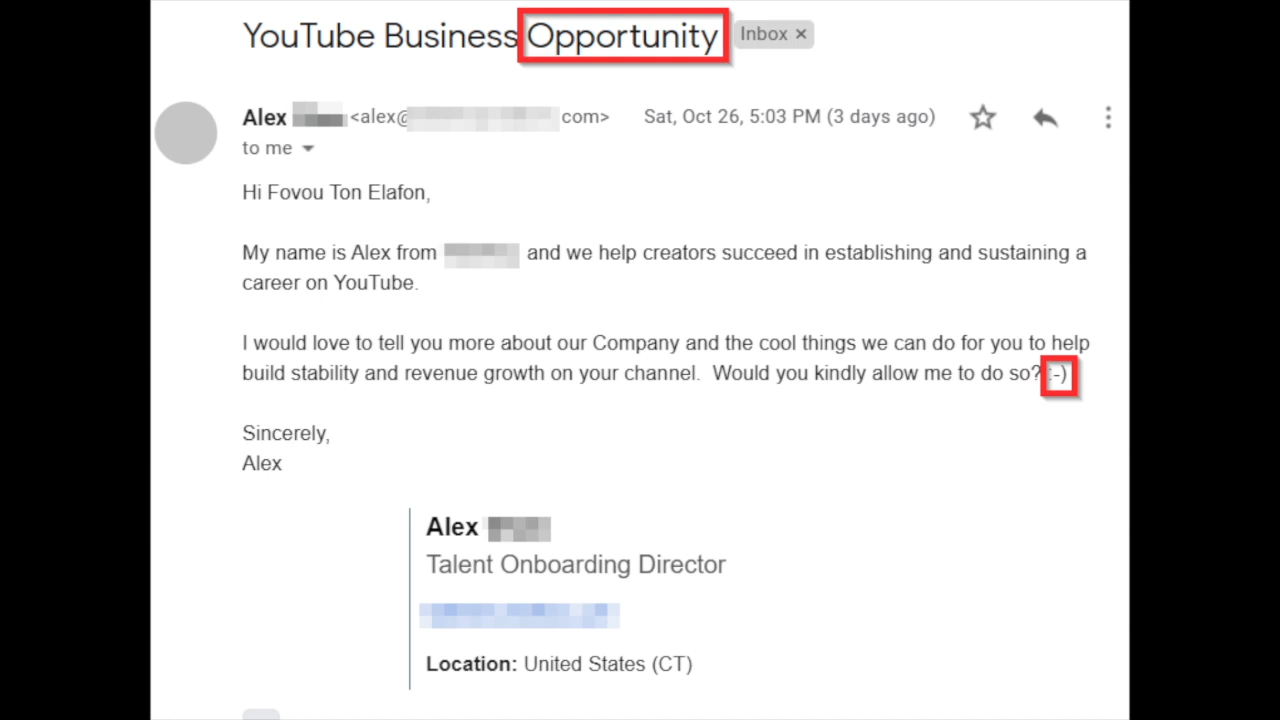 YouTube Business Opportunity Inbox ×
Alex <alex@ com> Sat, Oct 26, 5:03 PM (3 days ago)
to me
Hi Fovou Ton Elafon,
My name is Alex from and we help creators succeed in establishing and sustaining a
career on YouTube.
I would love to tell you more about our Company and the cool things we can do for you to help
build stability and revenue growth on your channel. Would you kindly allow me to do so? :-)
Sincerely,
Alex
Alex
Talent Onboarding Director
Location: United States (CT)